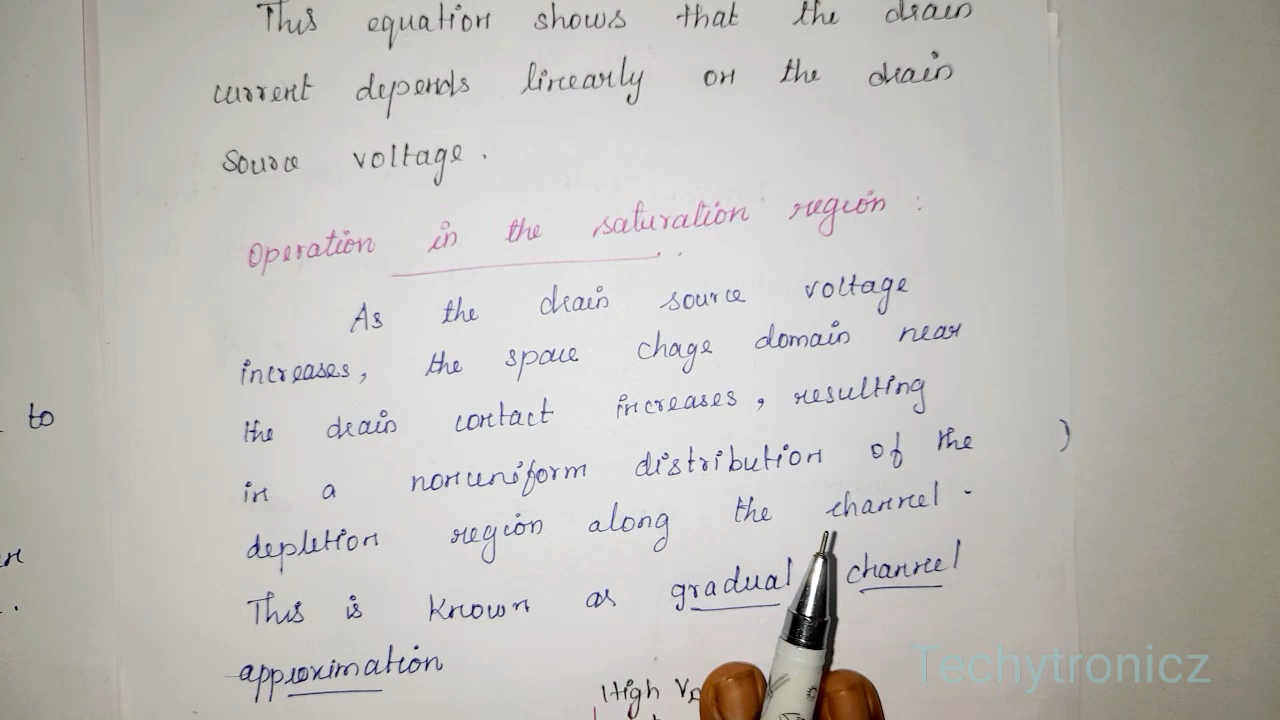 This equation shows that the drain
current depends linearly on the drain
source voltage.
Operation in the saturation region :
As the drain source voltage
increases, the space chage domain near
the drain contact increases, resulting
in a nonuniform distribution of the
depletion region along the channel.
This is known as gradual channel
approximation
High V
to
Techytronicz